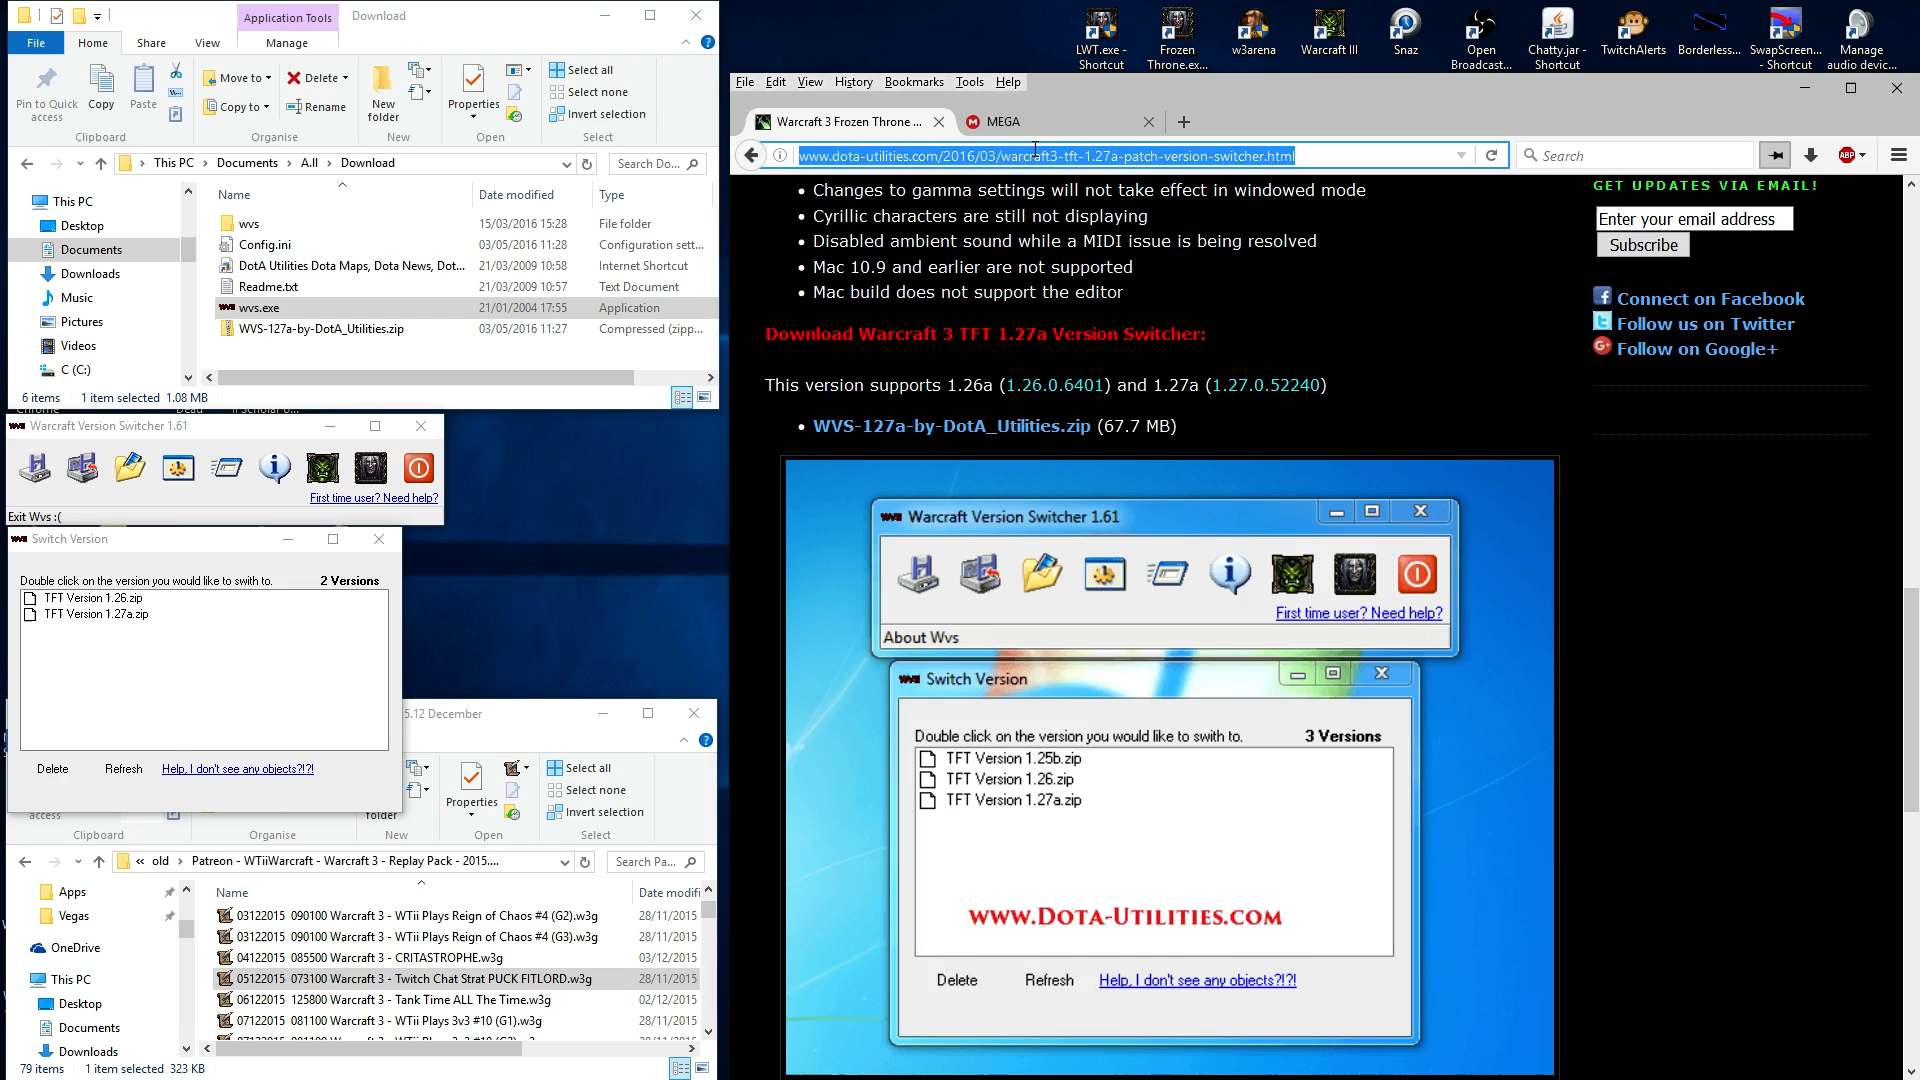 Application Tools
Download
File
Home
Share
View
Manage
Pin to Quick access
Copy
Paste
Move to
Copy to
Delete
Rename
New folder
Properties
Select all
Select none
Invert selection
Clipboard
Organise
New
Open
Select
This PC
Documents
A.ll
Download
Search Do...
Name
Date modified
Type
This PC
Desktop
Documents
Downloads
Music
Pictures
Videos
C (C:)
wvs 15/03/2016 15:28 File folder
Config.ini 03/05/2016 11:28 Configuration sett...
DotA Utilities Dota Maps, Dota News, Dot... 21/03/2009 10:58 Internet Shortcut
Readme.txt 21/03/2009 10:57 Text Document
wvs.exe 21/01/2004 17:55 Application
WVS-127a-by-DotA_Utilities.zip 03/05/2016 11:27 Compressed (zipp...
6 items 1 item selected 1.08 MB
Warcraft Version Switcher 1.61
First time user? Need help?
Exit Wvs :(
Switch Version
Double click on the version you would like to swith to. 2 Versions
TFT Version 1.26.zip
TFT Version 1.27a.zip
Delete Refresh Help, I don't see any objects?!?!
5.12 December
access
folder
Properties
Select all
Select none
Invert selection
Clipboard
Organise
New
Open
Select
« old
Patreon - WTiiWarcraft - Warcraft 3 - Replay Pack - 2015....
Search Pa...
Name
Date modifi
Apps
Vegas
OneDrive
This PC
Desktop
Documents
Downloads
03122015 090100 Warcraft 3 - WTii Plays Reign of Chaos #4 (G2).w3g 28/11/2015
03122015 090100 Warcraft 3 - WTii Plays Reign of Chaos #4 (G3).w3g 28/11/2015
04122015 085500 Warcraft 3 - CRITASTROPHE.w3g 03/12/2015
05122015 073100 Warcraft 3 - Twitch Chat Strat PUCK FITLORD.w3g 28/11/2015
06122015 125800 Warcraft 3 - Tank Time ALL The Time.w3g 02/12/2015
07122015 081100 Warcraft 3 - WTii Plays 3v3 #10 (G1).w3g 28/11/2015
79 items 1 item selected 323 KB
LWT.exe - Shortcut
Frozen Throne.ex...
w3arena
Warcraft III
Snaz
Open Broadcast...
Chatty.jar - Shortcut
TwitchAlerts
Borderless...
SwapScreen... - Shortcut
Manage audio devic...
File Edit View History Bookmarks Tools Help
Warcraft 3 Frozen Throne ...
MEGA
www.dota-utilities.com/2016/03/warcraft3-tft-1.27a-patch-version-switcher.html
Search
ABP
Changes to gamma settings will not take effect in windowed mode
Cyrillic characters are still not displaying
Disabled ambient sound while a MIDI issue is being resolved
Mac 10.9 and earlier are not supported
Mac build does not support the editor
Download Warcraft 3 TFT 1.27a Version Switcher:
This version supports 1.26a (1.26.0.6401) and 1.27a (1.27.0.52240)
WVS-127a-by-DotA_Utilities.zip (67.7 MB)
Warcraft Version Switcher 1.61
First time user? Need help?
About Wvs
Switch Version
Double click on the version you would like to swith to. 3 Versions
TFT Version 1.25b.zip
TFT Version 1.26.zip
TFT Version 1.27a.zip
www.Dota-Utilities.com
Delete Refresh Help, I don't see any objects?!?!
GET UPDATES VIA EMAIL!
Enter your email address
Subscribe
Connect on Facebook
Follow us on Twitter
Follow on Google+